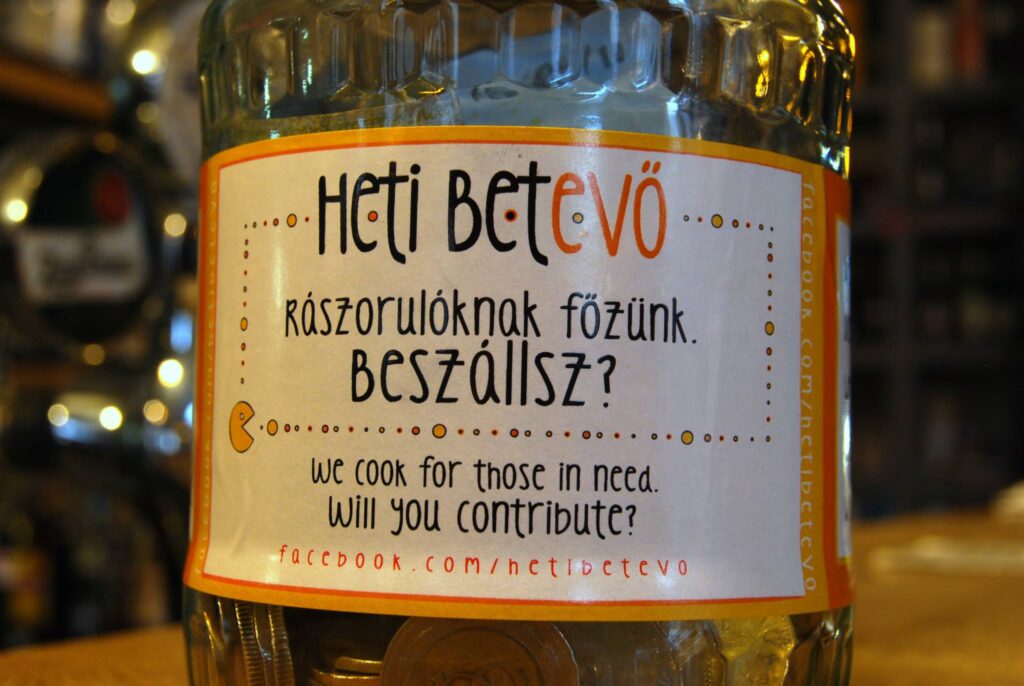 Heti Betevő
Rászorulóknak főzünk.
Beszállsz?
We cook for those in need.
Will you contribute?
facebook.com/hetibetevo
facebook.com/hetibetevo